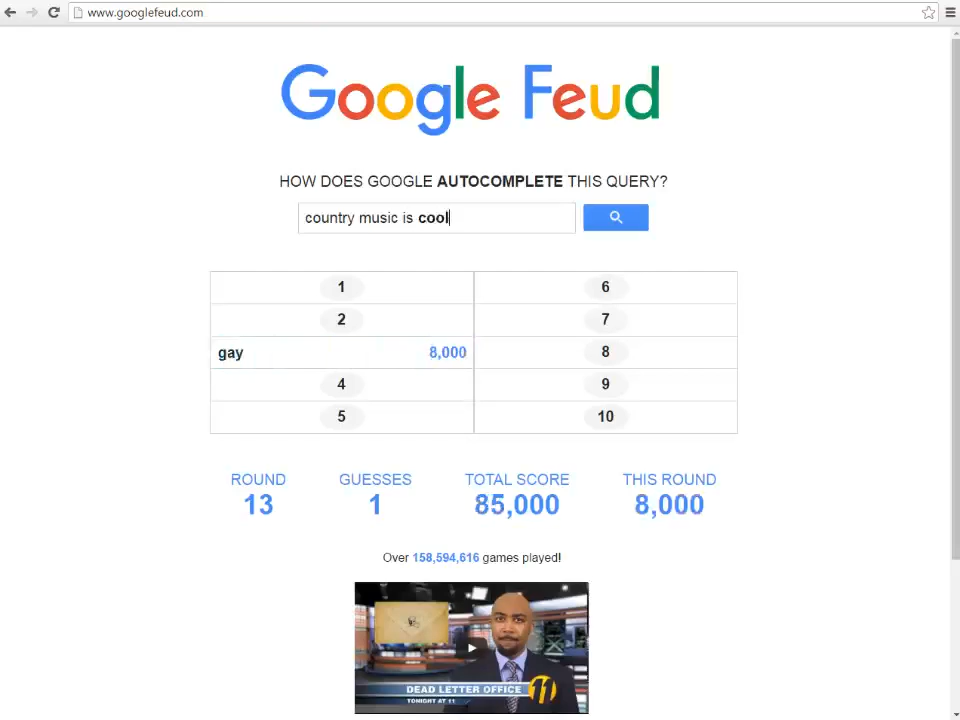 www.googlefeud.com
Google Feud
HOW DOES GOOGLE AUTOCOMPLETE THIS QUERY?
country music is cool
1
2
gay 8,000
4
5
6
7
8
9
10
ROUND
13
GUESSES
1
TOTAL SCORE
85,000
THIS ROUND
8,000
Over 158,594,616 games played!
DEAD LETTER OFFICE
TONIGHT AT 11
11